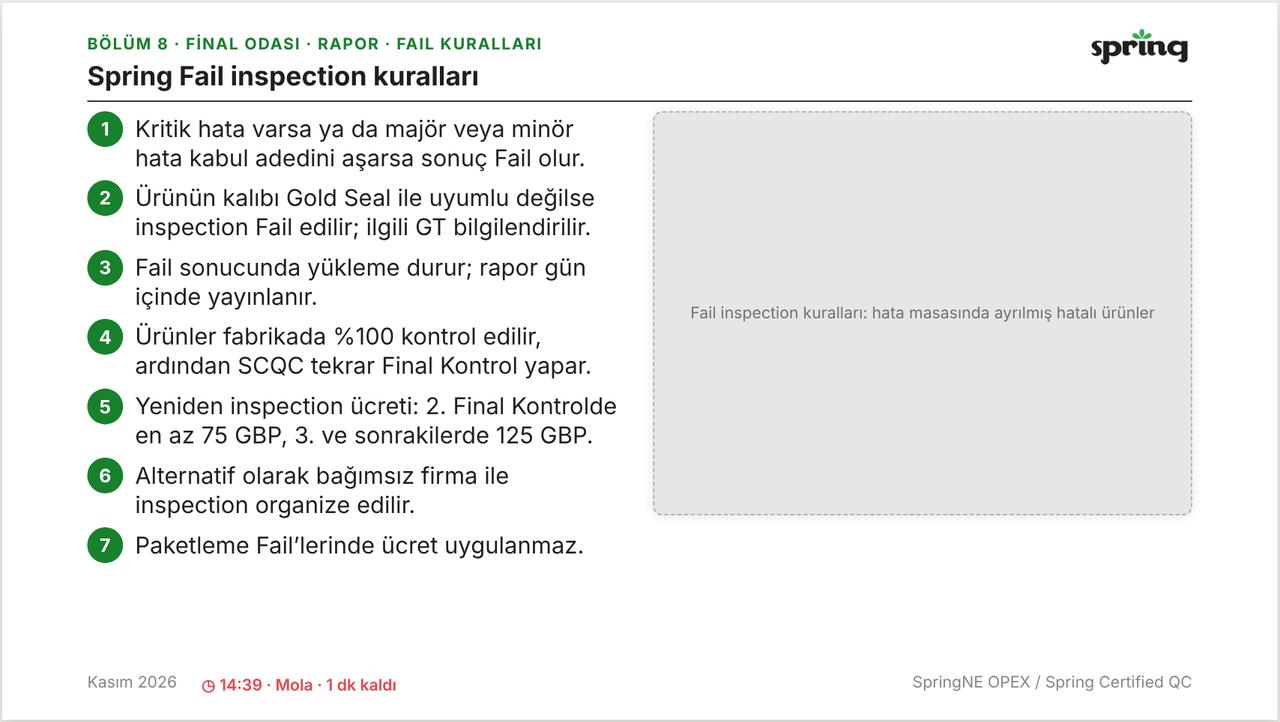 BÖLÜM 8 · FİNAL ODASI · RAPOR · FAIL KURALLARI
spring
Spring Fail inspection kuralları
1 Kritik hata varsa ya da majör veya minör
hata kabul adedini aşarsa sonuç Fail olur.
2 Ürünün kalıbı Gold Seal ile uyumlu değilse
inspection Fail edilir; ilgili GT bilgilendirilir.
3 Fail sonucunda yükleme durur; rapor gün
içinde yayınlanır.
4 Ürünler fabrikada %100 kontrol edilir,
ardından SCQC tekrar Final Kontrol yapar.
5 Yeniden inspection ücreti: 2. Final Kontrolde
en az 75 GBP, 3. ve sonrakilerde 125 GBP.
6 Alternatif olarak bağımsız firma ile
inspection organize edilir.
7 Paketleme Fail’lerinde ücret uygulanmaz.
Fail inspection kuralları: hata masasında ayrılmış hatalı ürünler
Kasım 2026
14:39 · Mola · 1 dk kaldı
SpringNE OPEX / Spring Certified QC